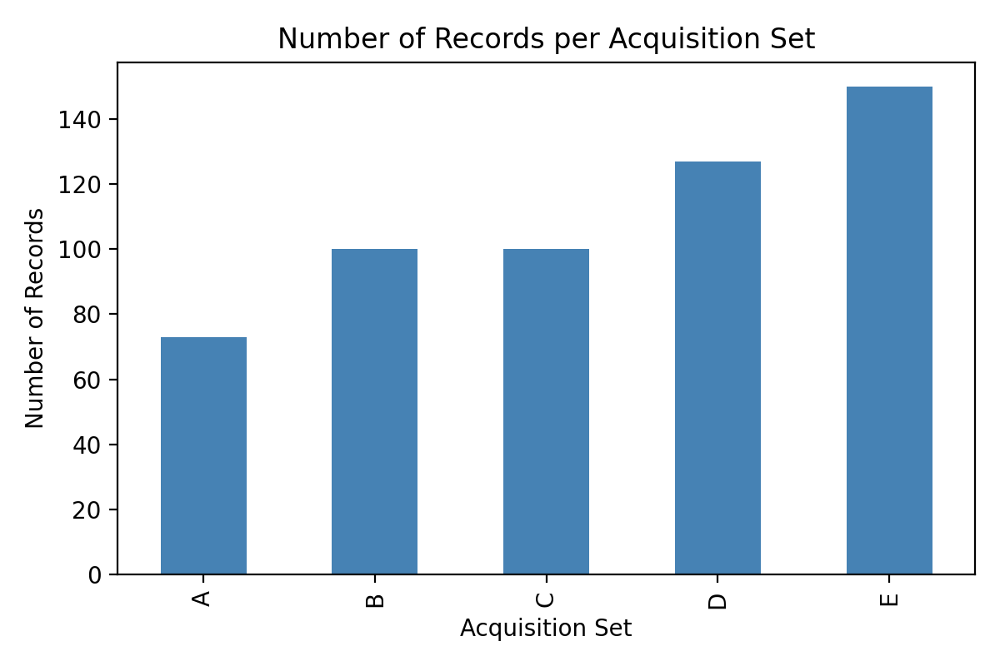 Number of Records per Acquisition Set
Number of Records
140
120
100
80
60
40
20
0
A B C D E
Acquisition Set